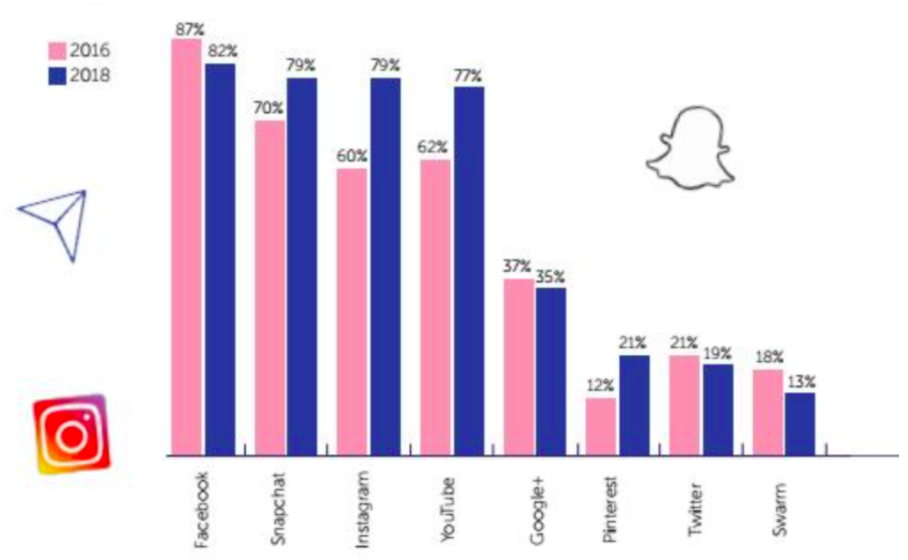 2016
2018
87%
82%
70%
79%
60%
79%
62%
77%
37%
35%
12%
21%
21%
19%
18%
13%
Facebook
Snapchat
Instagram
YouTube
Google+
Pinterest
Twitter
Swarm